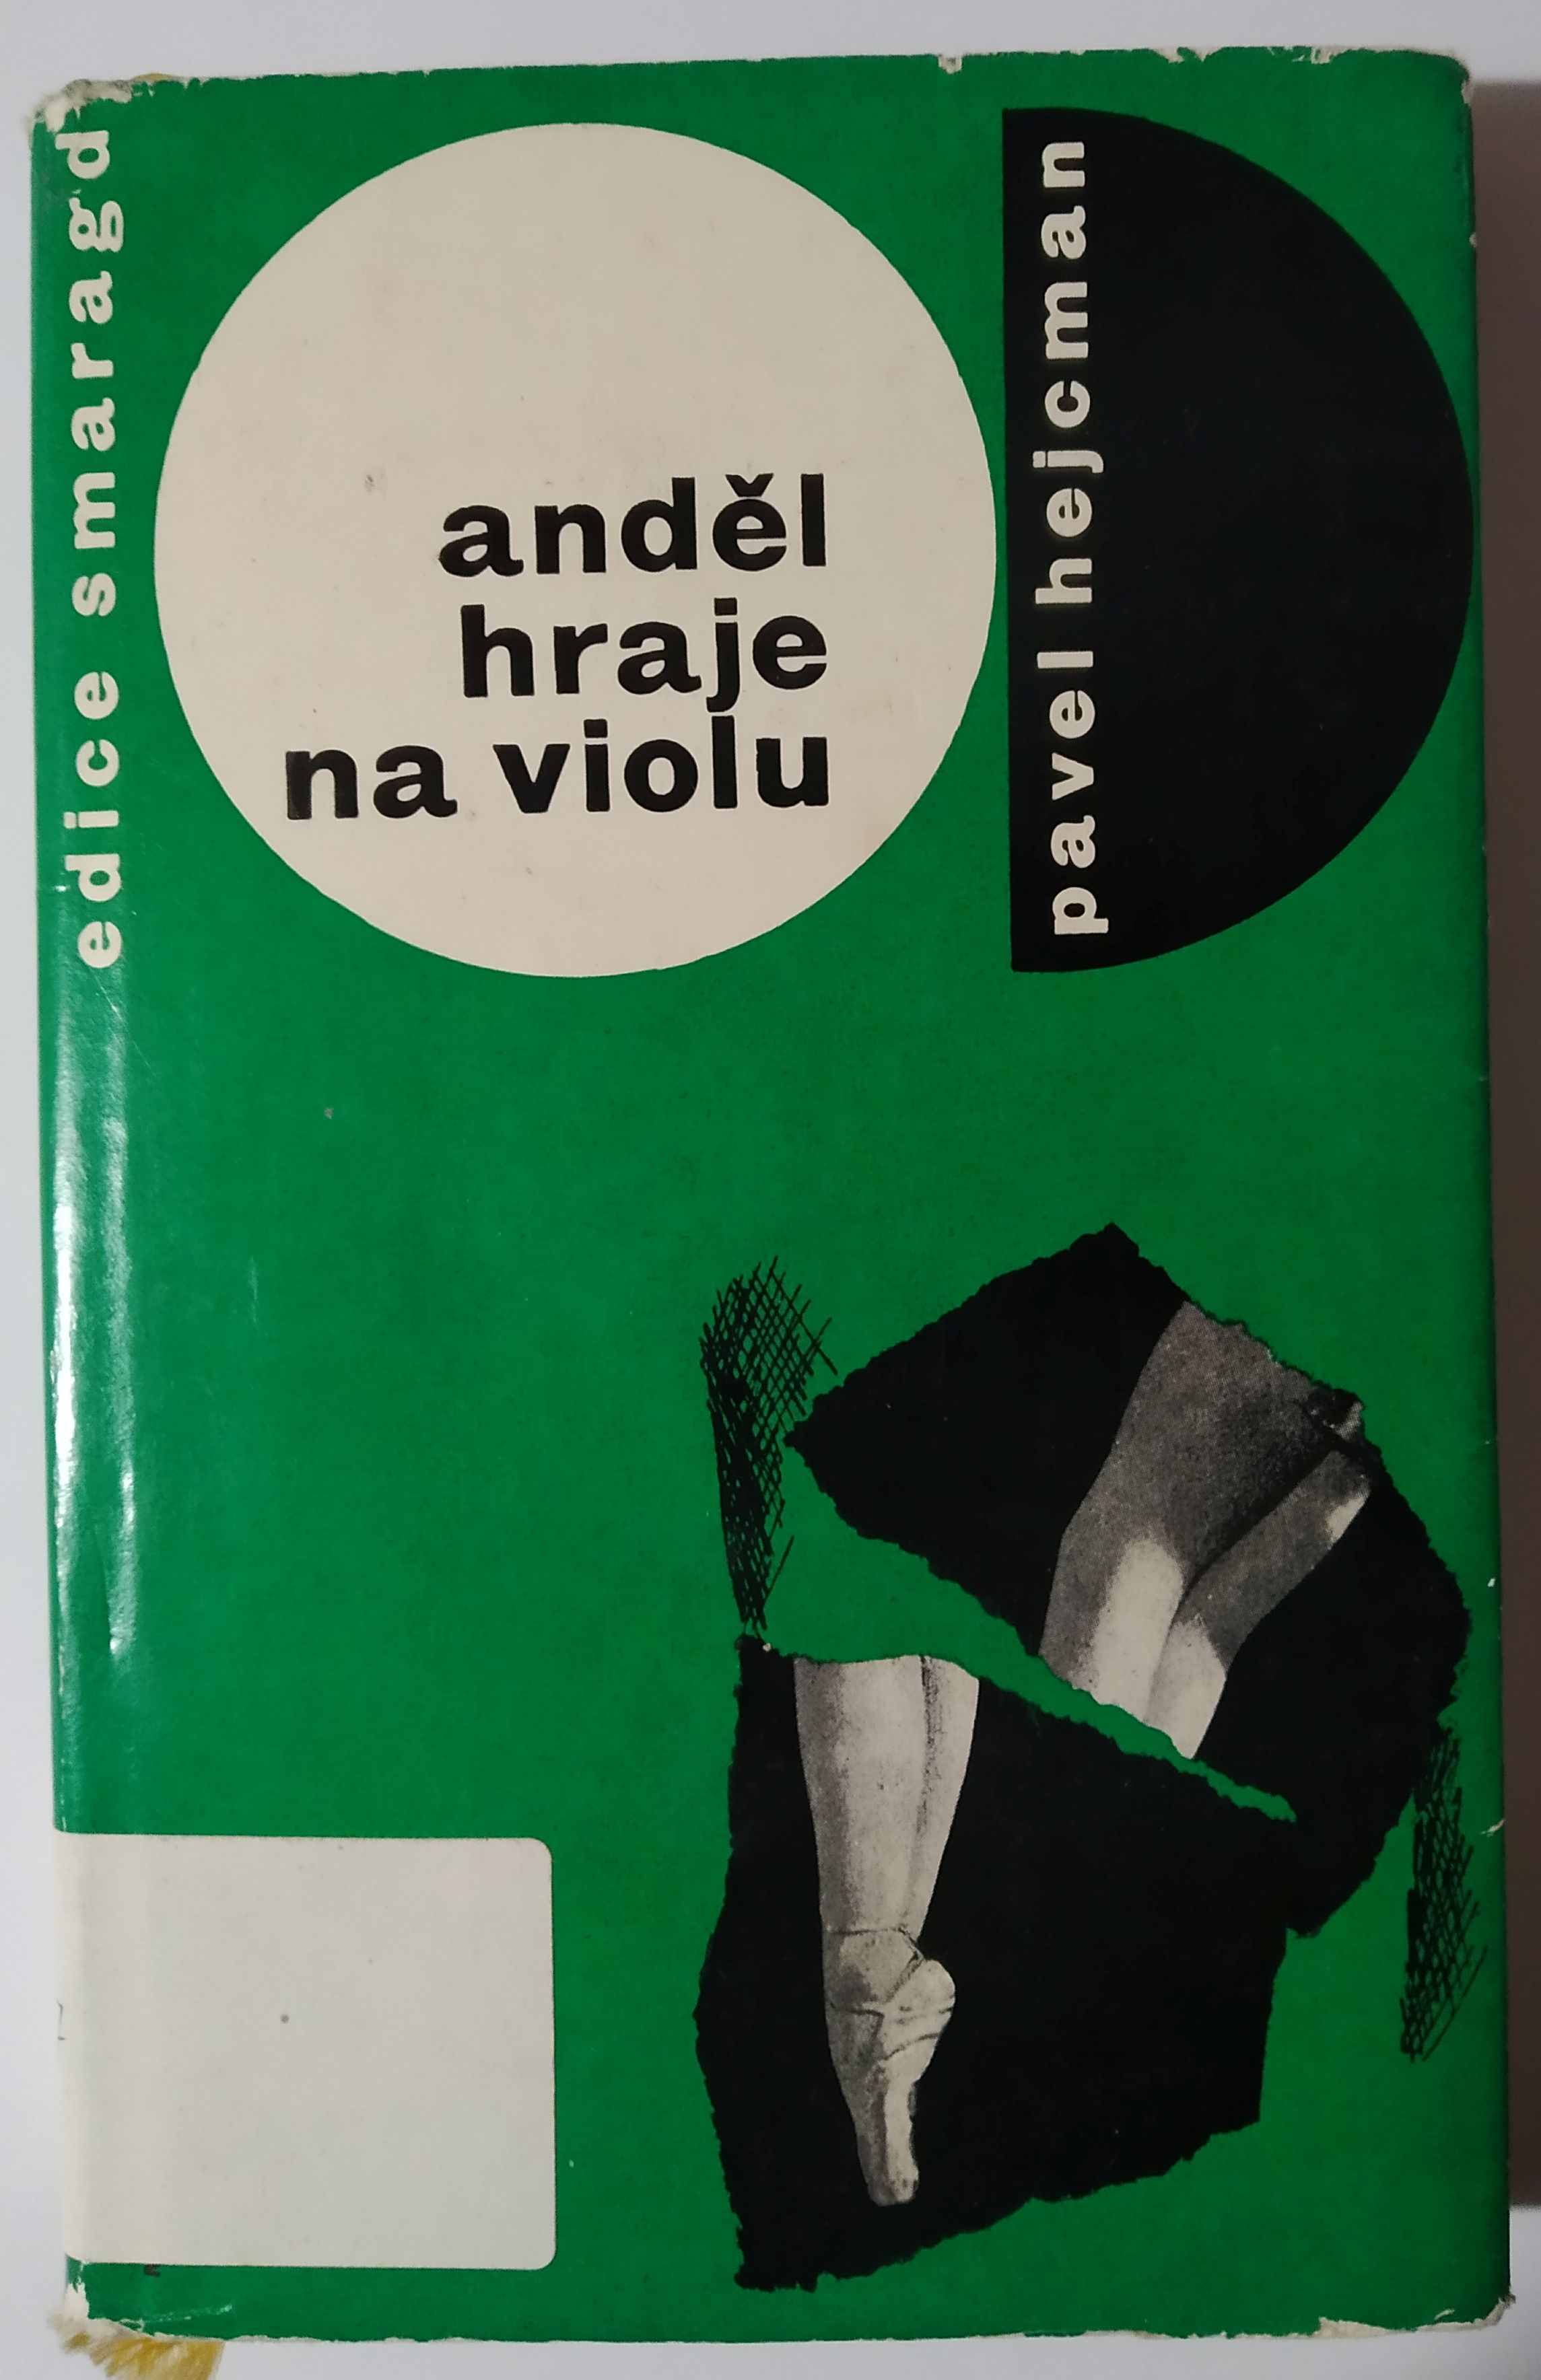 edice smaragd
anděl
hraje
na violu
pavel hejcman